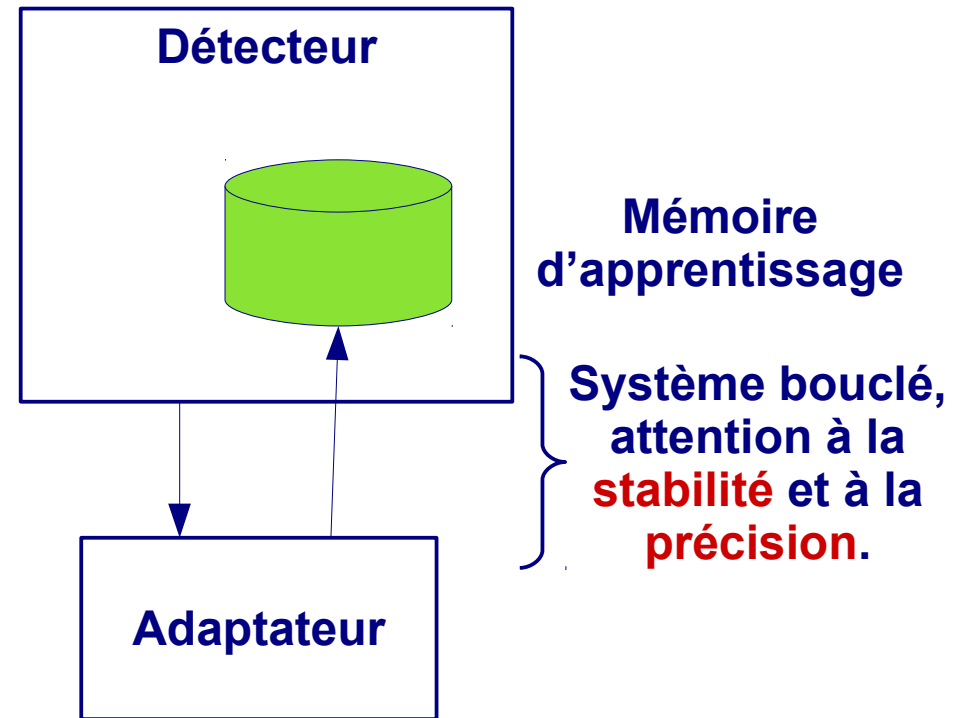 Détecteur
Mémoire
d’apprentissage
Système bouclé,
attention à la
stabilité et à la
précision.
Adaptateur